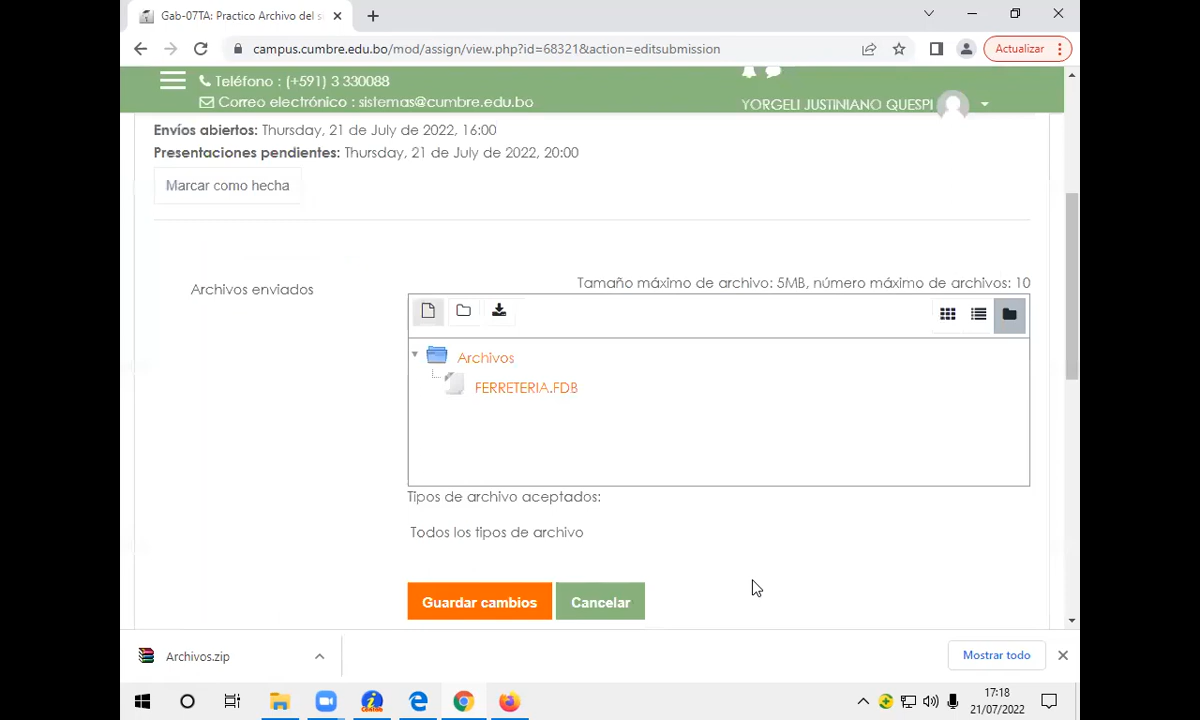 Gab-07TA: Practico Archivo del s
campus.cumbre.edu.bo/mod/assign/view.php?id=68321&action=editsubmission
Actualizar
Teléfono : (+591) 3 330088
Correo electrónico : sistemas@cumbre.edu.bo
YORGELI JUSTINIANO QUESPI
Envíos abiertos: Thursday, 21 de July de 2022, 16:00
Presentaciones pendientes: Thursday, 21 de July de 2022, 20:00
Marcar como hecha
Archivos enviados
Tamaño máximo de archivo: 5MB, número máximo de archivos: 10
Archivos
FERRETERIA.FDB
Tipos de archivo aceptados:
Todos los tipos de archivo
Guardar cambios
Cancelar
Archivos.zip
Mostrar todo
17:18
21/07/2022